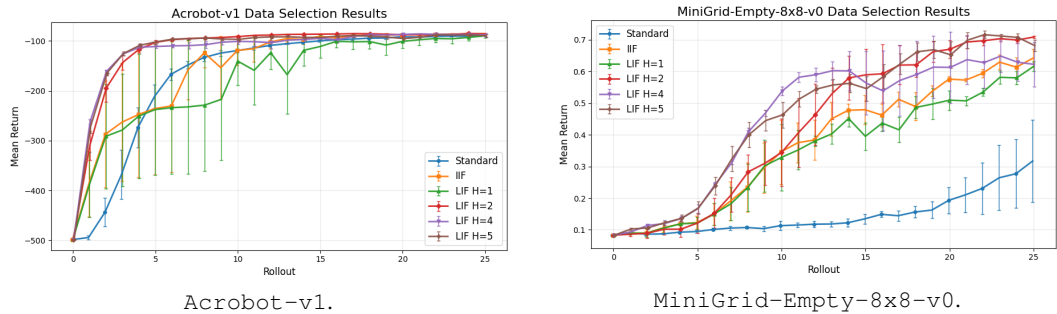 Acrobot-v1 Data Selection Results
Mean Return
−100
−200
−300
−400
−500
0
5
10
15
20
25
Rollout
Standard
IIF
LIF H=1
LIF H=2
LIF H=4
LIF H=5
Acrobot-v1.
MiniGrid-Empty-8x8-v0 Data Selection Results
Mean Return
0.7
0.6
0.5
0.4
0.3
0.2
0.1
0
5
10
15
20
25
Rollout
Standard
IIF
LIF H=1
LIF H=2
LIF H=4
LIF H=5
MiniGrid-Empty-8x8-v0.